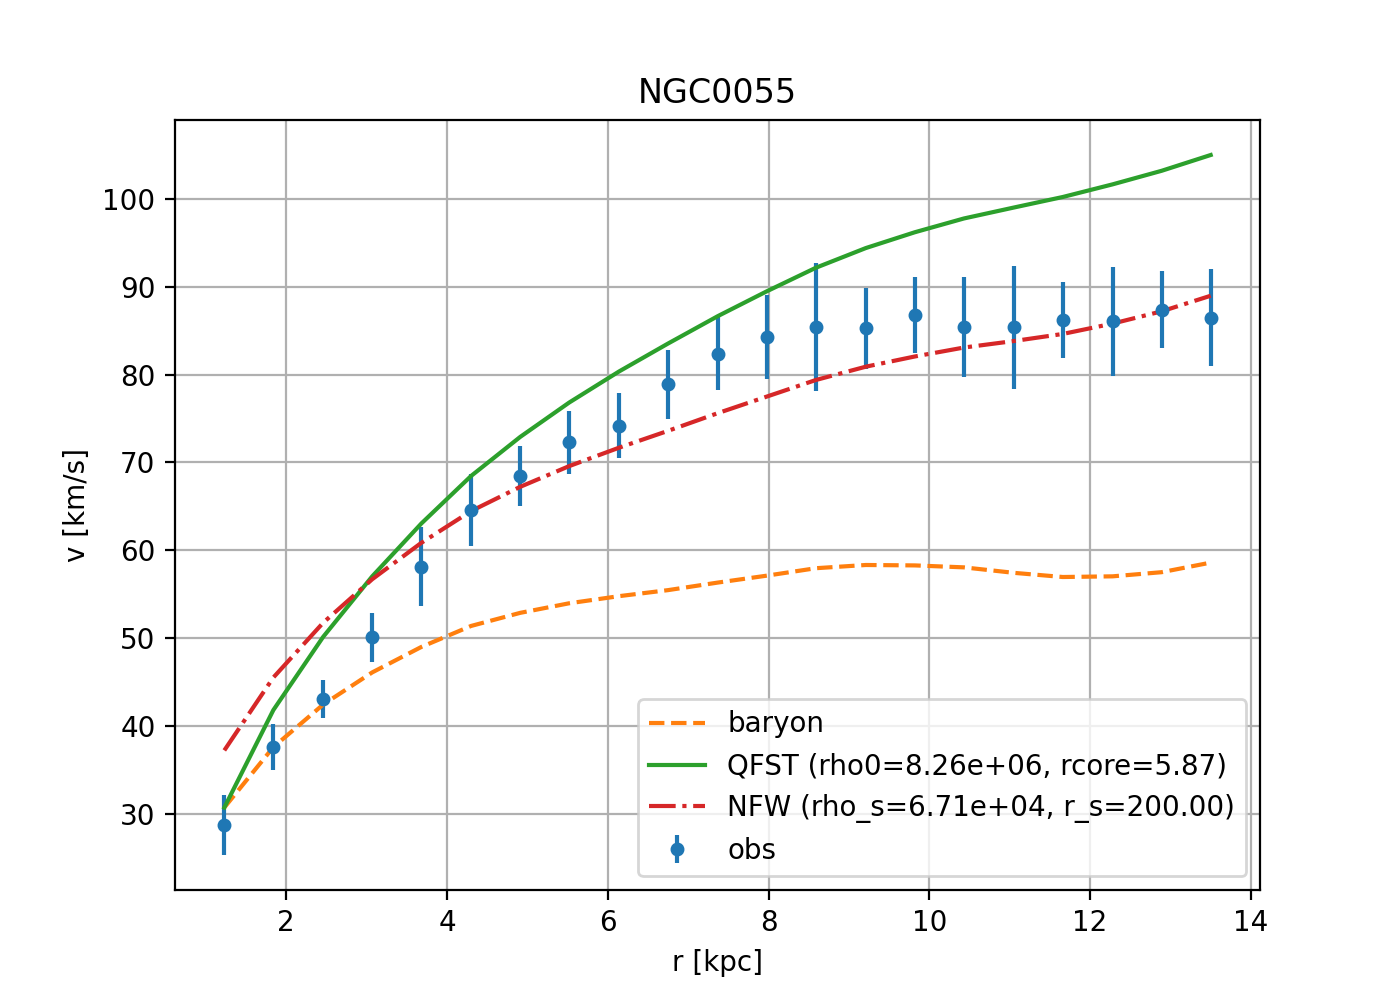 NGC0055
v [km/s]
100
90
80
70
60
50
40
30
baryon
QFST (rho0=8.26e+06, rcore=5.87)
NFW (rho_s=6.71e+04, r_s=200.00)
obs
2 4 6 8 10 12 14
r [kpc]